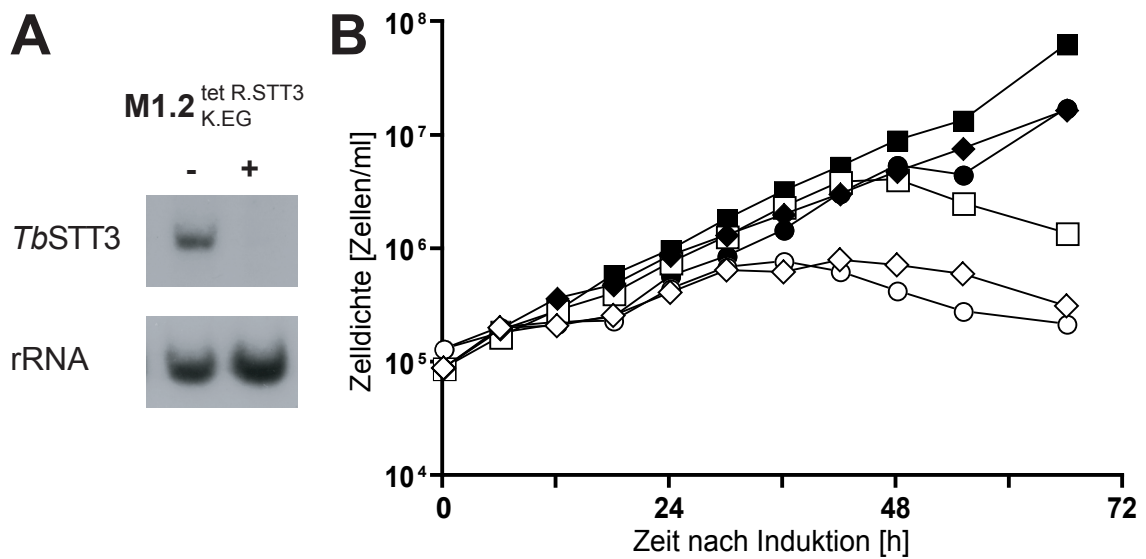 A
M1.2 tet R.STT3
K.EG
- +
TbSTT3
rRNA
B
Zelldichte [Zellen/ml]
10⁸
10⁷
10⁶
10⁵
10⁴
0 24 48 72
Zeit nach Induktion [h]